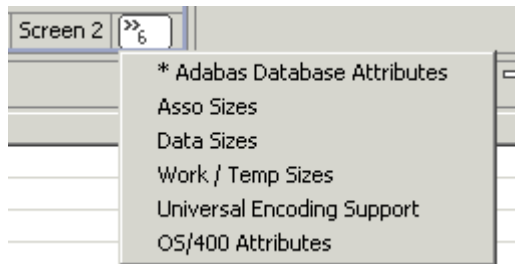 Screen 2 »6
* Adabas Database Attributes
Asso Sizes
Data Sizes
Work / Temp Sizes
Universal Encoding Support
OS/400 Attributes